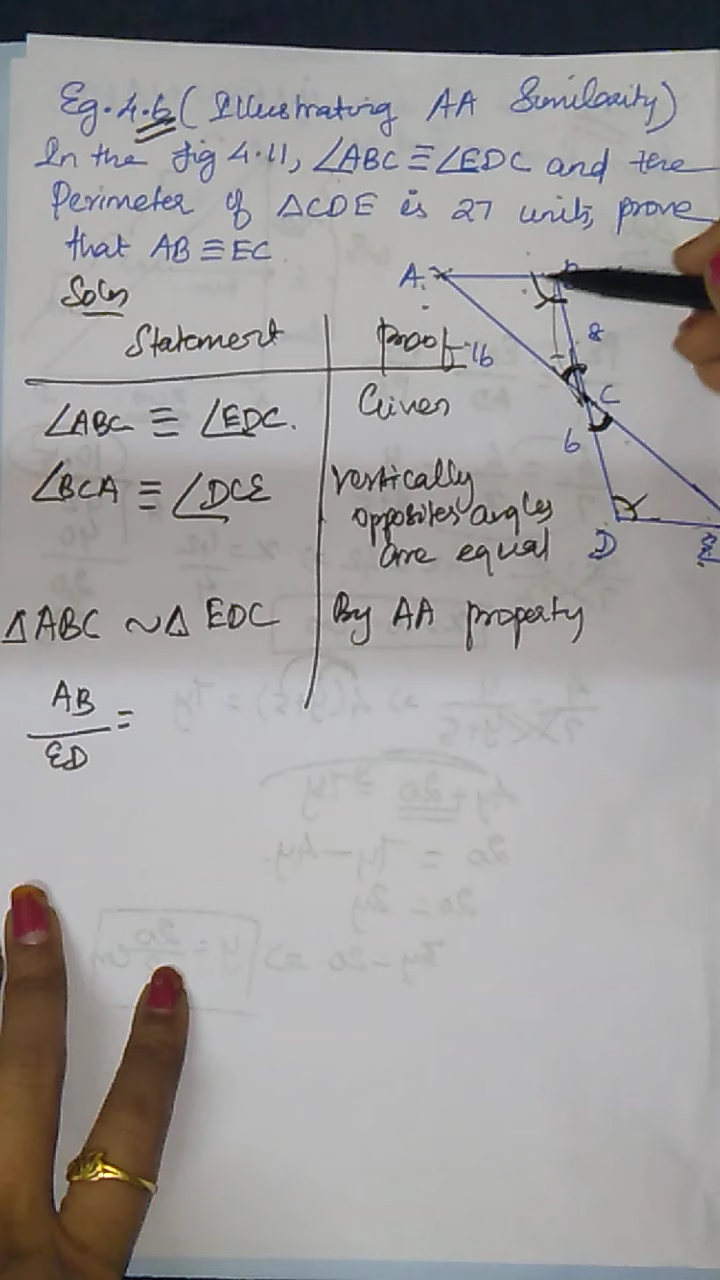 Eg. 4.6 ( Illustrating AA Similarity)
In the fig 4.11, ∠ABC ≡ ∠EDC and the
Perimeter of ΔCDE is 27 units, prove
that AB ≡ EC
Soln
Statement proof
∠ABC ≡ ∠EDC. Given
∠BCA ≡ ∠DCE Vertically
opposites angles
are equal
Δ ABC ~ Δ EDC By AA property
AB
ED =
A
16
8
C
6
D
E